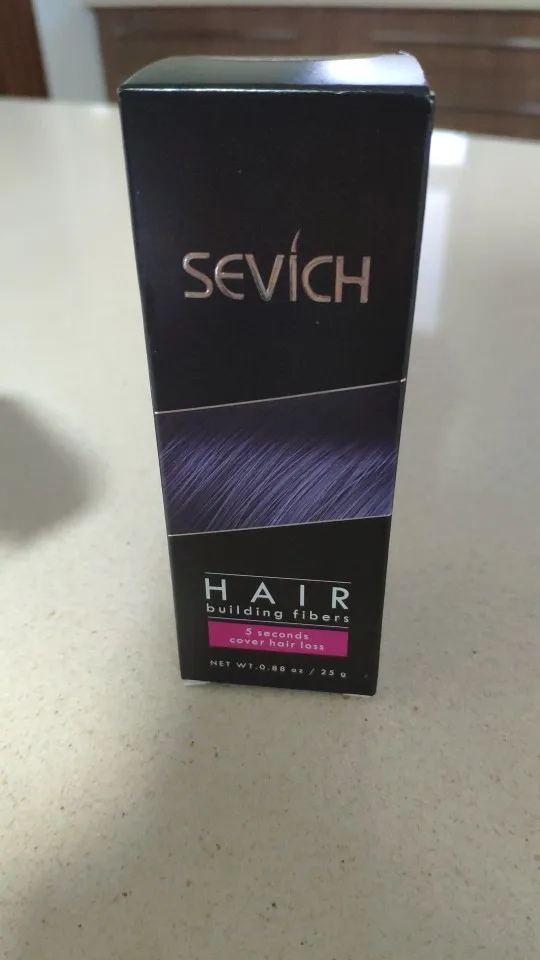 SEVICH
HAIR
building fibers
5 seconds
cover hair loss
NET WT.0.88 oz / 25 g